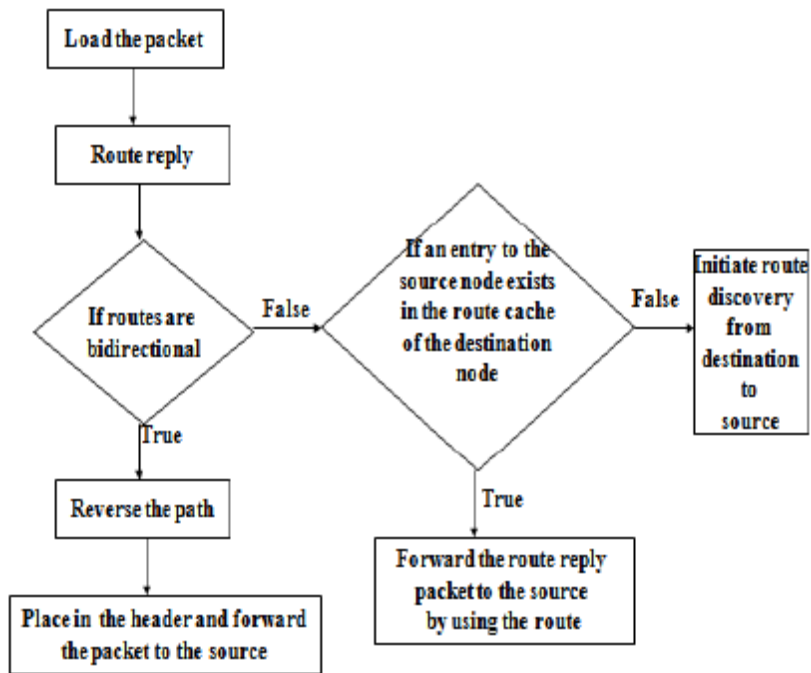 Load the packet
Route reply
If routes are
bidirectional
False
True
Reverse the path
Place in the header and forward
the packet to the source
If an entry to the
source node exists
in the route cache
of the destination
node
False
True
Forward the route reply
packet to the source
by using the route
Initiate route
discovery
from
destination
to
source